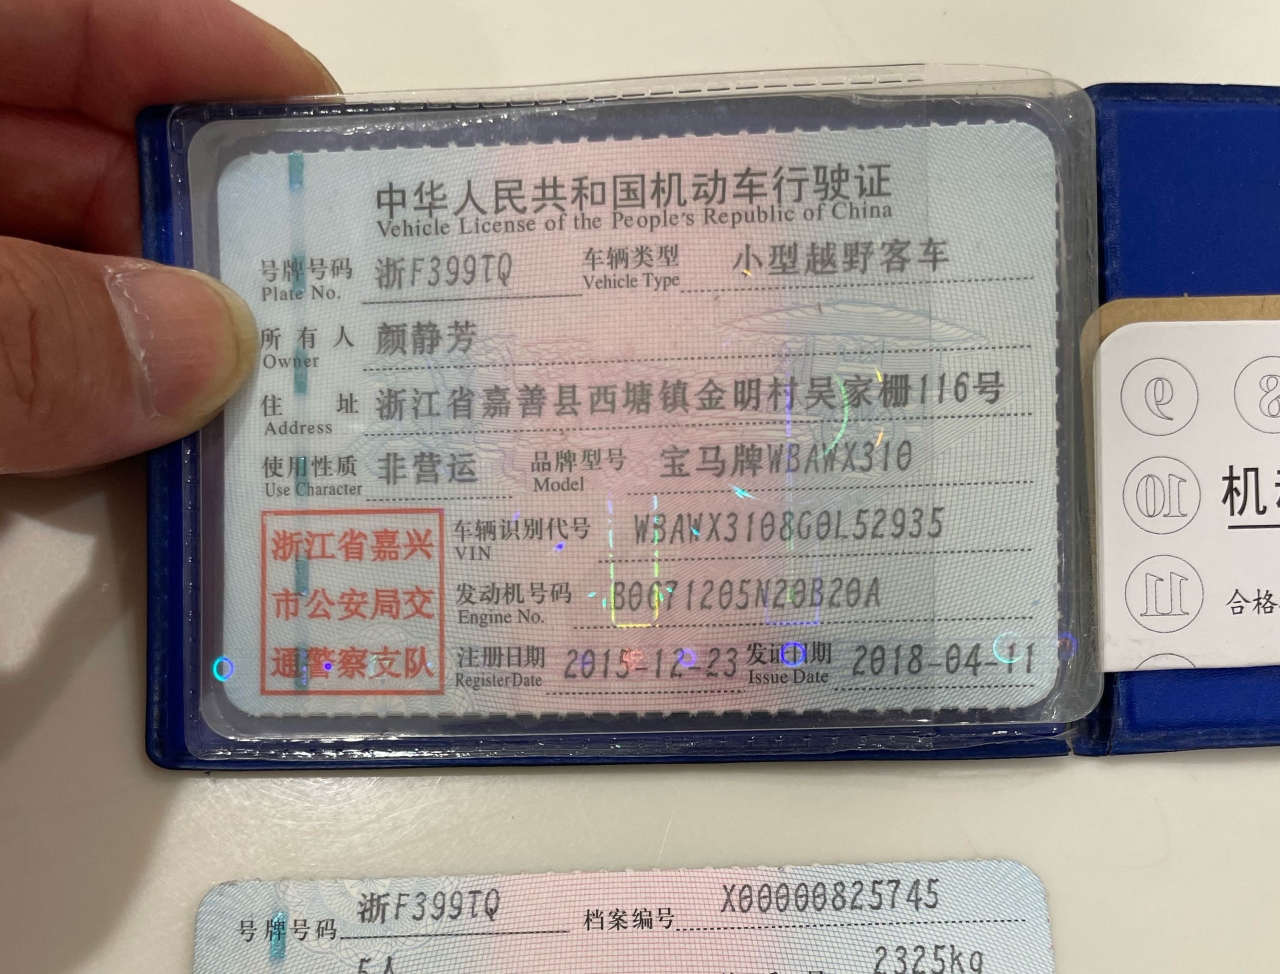 中华人民共和国机动车行驶证
Vehicle License of the People's Republic of China
号牌号码 浙F399TQ 车辆类型 小型越野客车
Plate No. Vehicle Type
所有人 颜静芳
Owner
住址 浙江省嘉善县西塘镇金明村吴家栅116号
Address
使用性质 非营运 品牌型号 宝马牌WBAWX310
Use Character Model
浙江省嘉兴
市公安局交
通警察支队
车辆识别代号 WBAWX3108G0L52935
VIN
发动机号码 B0071205N20B20A
Engine No.
注册日期 2015-12-23 发证日期 2018-04-11
Register Date Issue Date
9
8
10
11
合格
号牌号码 浙F399TQ 档案编号 X00000825745
5人
2325kg